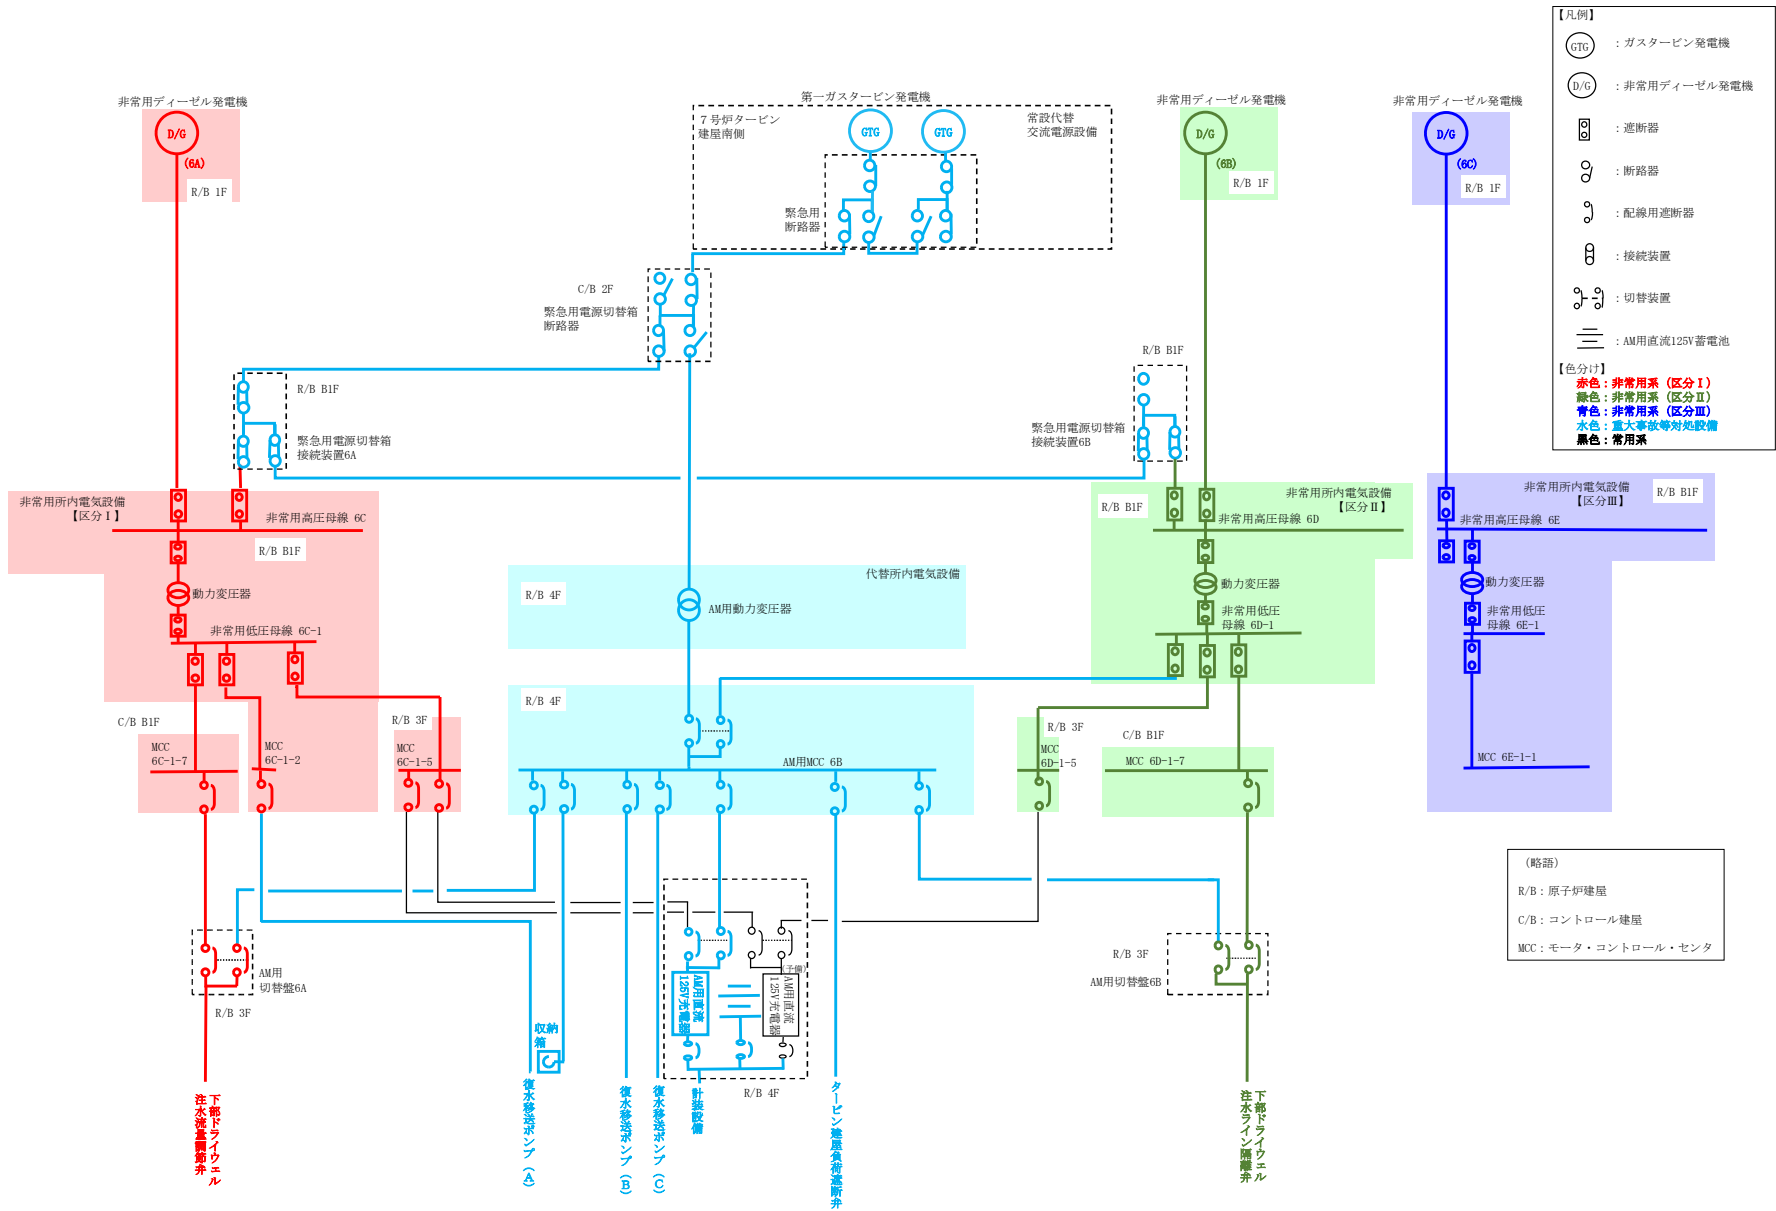 【凡例】
GTG
：ガスタービン発電機
D/G
：非常用ディーゼル発電機
：遮断器
：断路器
：配線用遮断器
：接続装置
：切替装置
：AM用直流125V蓄電池
【色分け】
赤色：非常用系（区分Ⅰ）
緑色：非常用系（区分Ⅱ）
青色：非常用系（区分Ⅲ）
水色：重大事故等対処設備
黒色：常用系
非常用ディーゼル発電機
D/G
(6A)
R/B 1F
第一ガスタービン発電機
7号炉タービン
建屋南側
GTG
GTG
常設代替
交流電源設備
緊急用
断路器
非常用ディーゼル発電機
D/G
(6B)
R/B 1F
非常用ディーゼル発電機
D/G
(6C)
R/B 1F
C/B 2F
緊急用電源切替箱
断路器
R/B B1F
緊急用電源切替箱
接続装置6A
R/B B1F
緊急用電源切替箱
接続装置6B
非常用所内電気設備
【区分Ⅰ】
非常用高圧母線 6C
R/B B1F
動力変圧器
非常用低圧母線 6C-1
代替所内電気設備
R/B 4F
AM用動力変圧器
R/B B1F
非常用所内電気設備
【区分Ⅱ】
非常用高圧母線 6D
動力変圧器
非常用低圧
母線 6D-1
非常用所内電気設備
【区分Ⅲ】
R/B B1F
非常用高圧母線 6E
動力変圧器
非常用低圧
母線 6E-1
C/B B1F
MCC
6C-1-7
MCC
6C-1-2
R/B 3F
MCC
6C-1-5
R/B 4F
AM用MCC 6B
R/B 3F
MCC
6D-1-5
C/B B1F
MCC 6D-1-7
MCC 6E-1-1
（略語）
R/B：原子炉建屋
C/B：コントロール建屋
MCC：モータ・コントロール・センタ
AM用
切替盤6A
R/B 3F
R/B 3F
AM用切替盤6B
(予備)
AM用直流
125V充電器
AM用直流
125V充電器
R/B 4F
収納
箱
下部ドライウェル
注水流量調節弁
復水移送ポンプ（A）
復水移送ポンプ（B）
復水移送ポンプ（C）
計装設備
タービン建屋負荷遮断弁
下部ドライウェル
注水ライン隔離弁